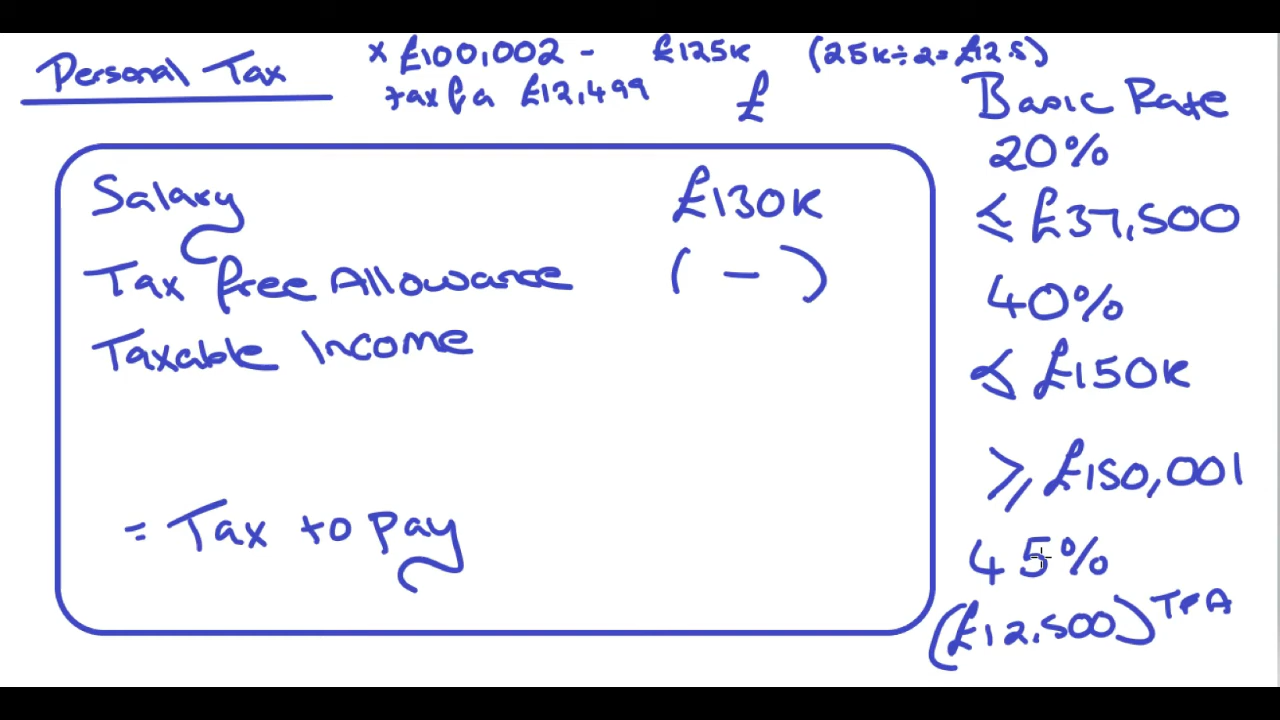 Personal Tax
× £100,002 - £125K (25K÷2=£12.5)
tax f a £12,499 £
Salary £130K
Tax free Allowance ( - )
Taxable Income
= Tax to pay
Basic Rate
20%
≤ £37,500
40%
≤ £150K
≥ £150,001
45%
(£12.500) TFA